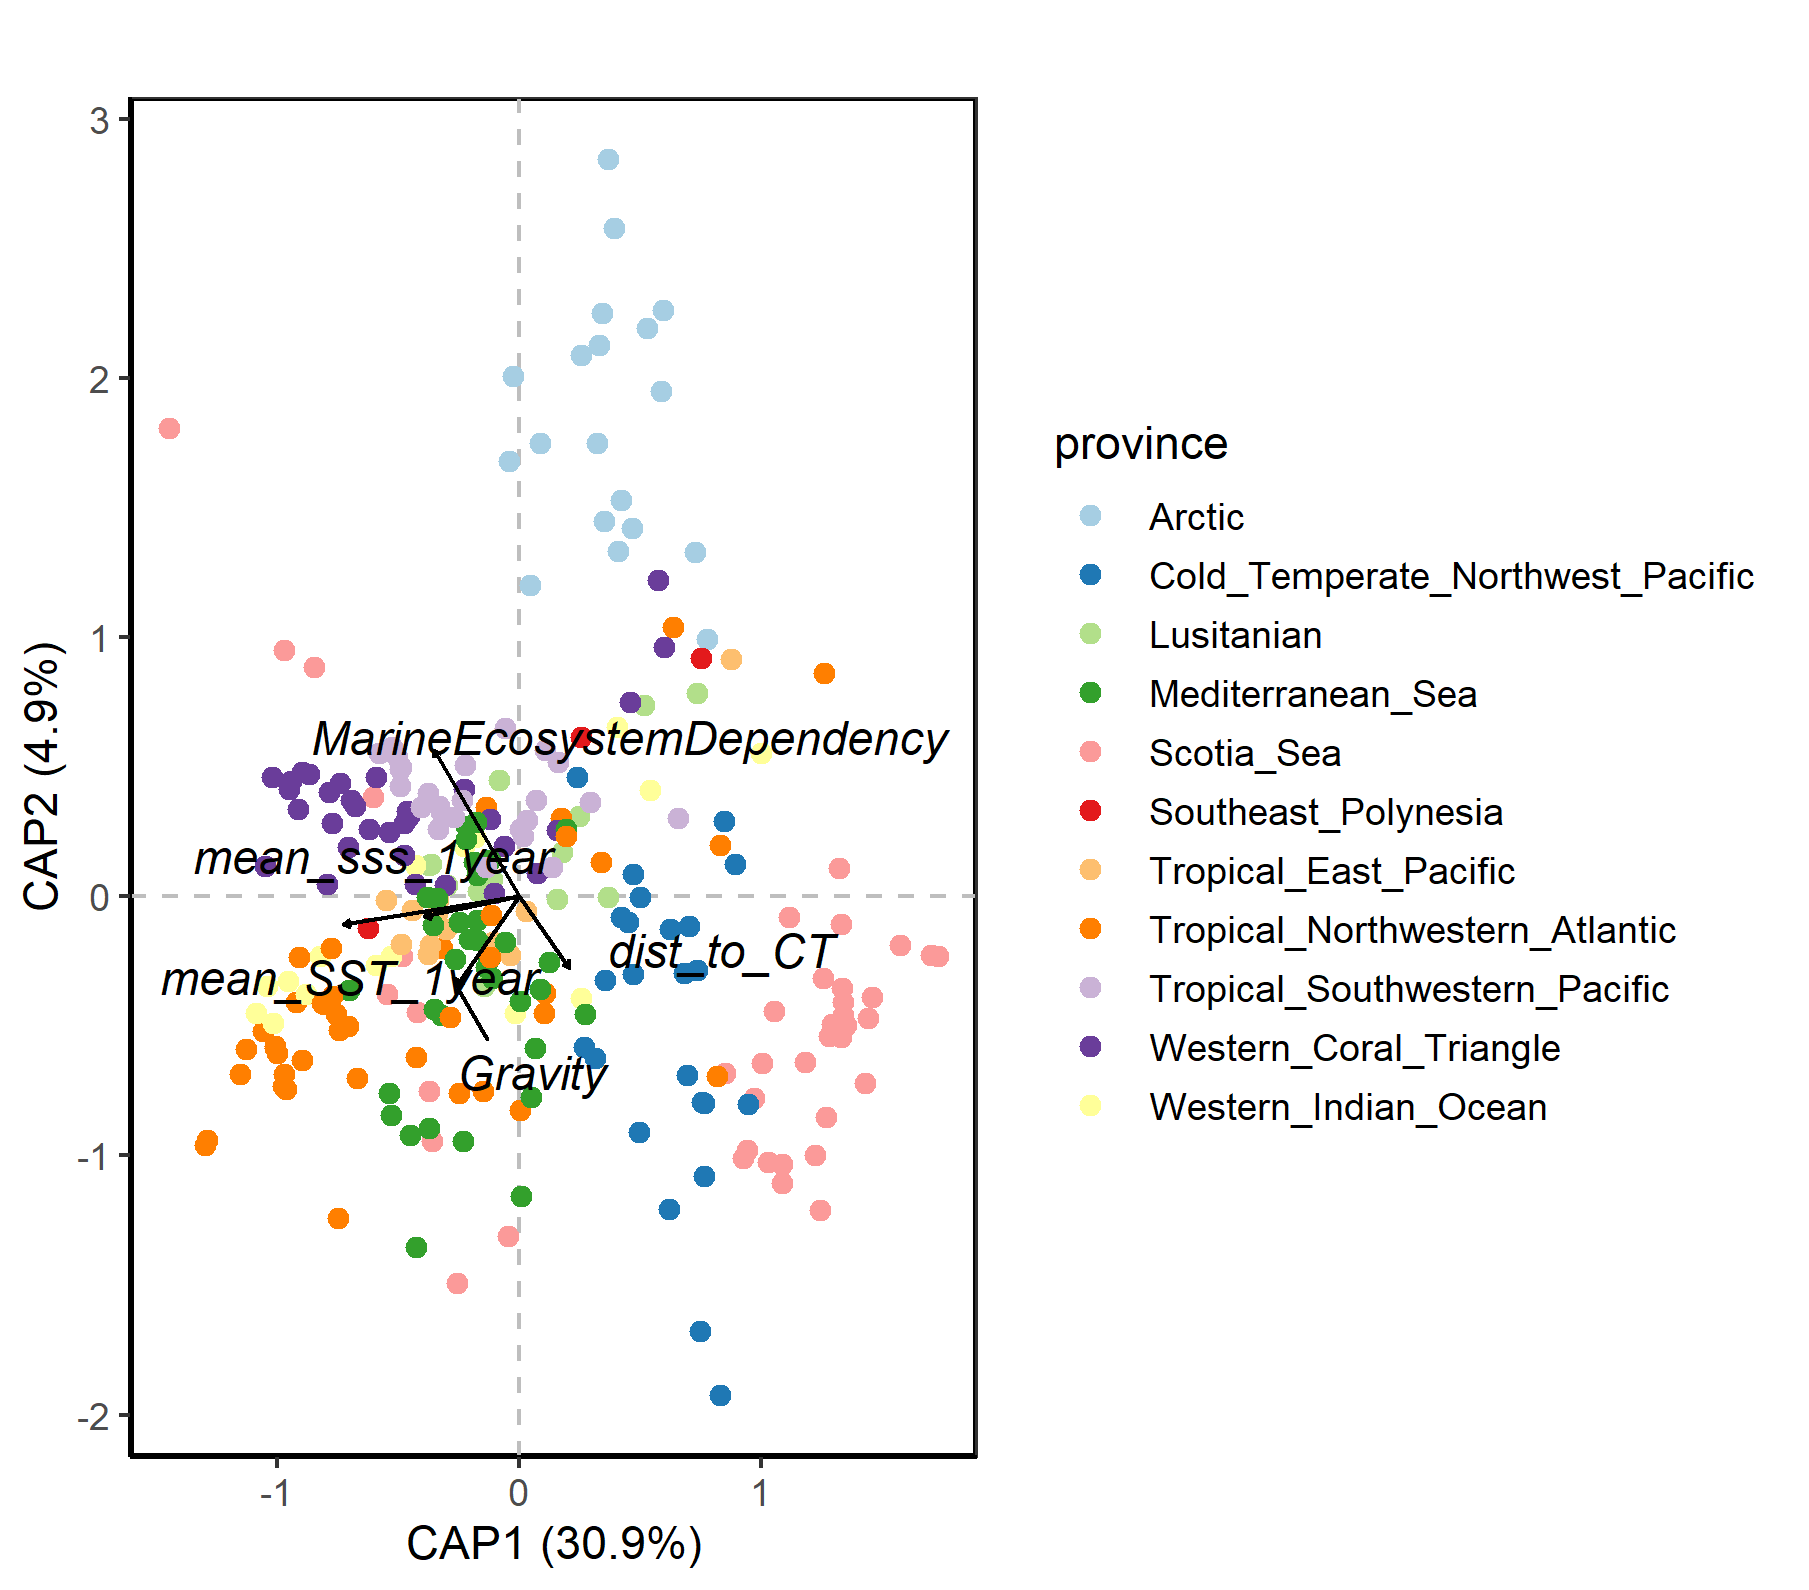 3
2
1
0
-1
-2
CAP2 (4.9%)
MarineEcosystemDependency
mean_sss_1year
dist_to_CT
mean_SST_1year
Gravity
-1
0
1
CAP1 (30.9%)
province
Arctic
Cold_Temperate_Northwest_Pacific
Lusitanian
Mediterranean_Sea
Scotia_Sea
Southeast_Polynesia
Tropical_East_Pacific
Tropical_Northwestern_Atlantic
Tropical_Southwestern_Pacific
Western_Coral_Triangle
Western_Indian_Ocean